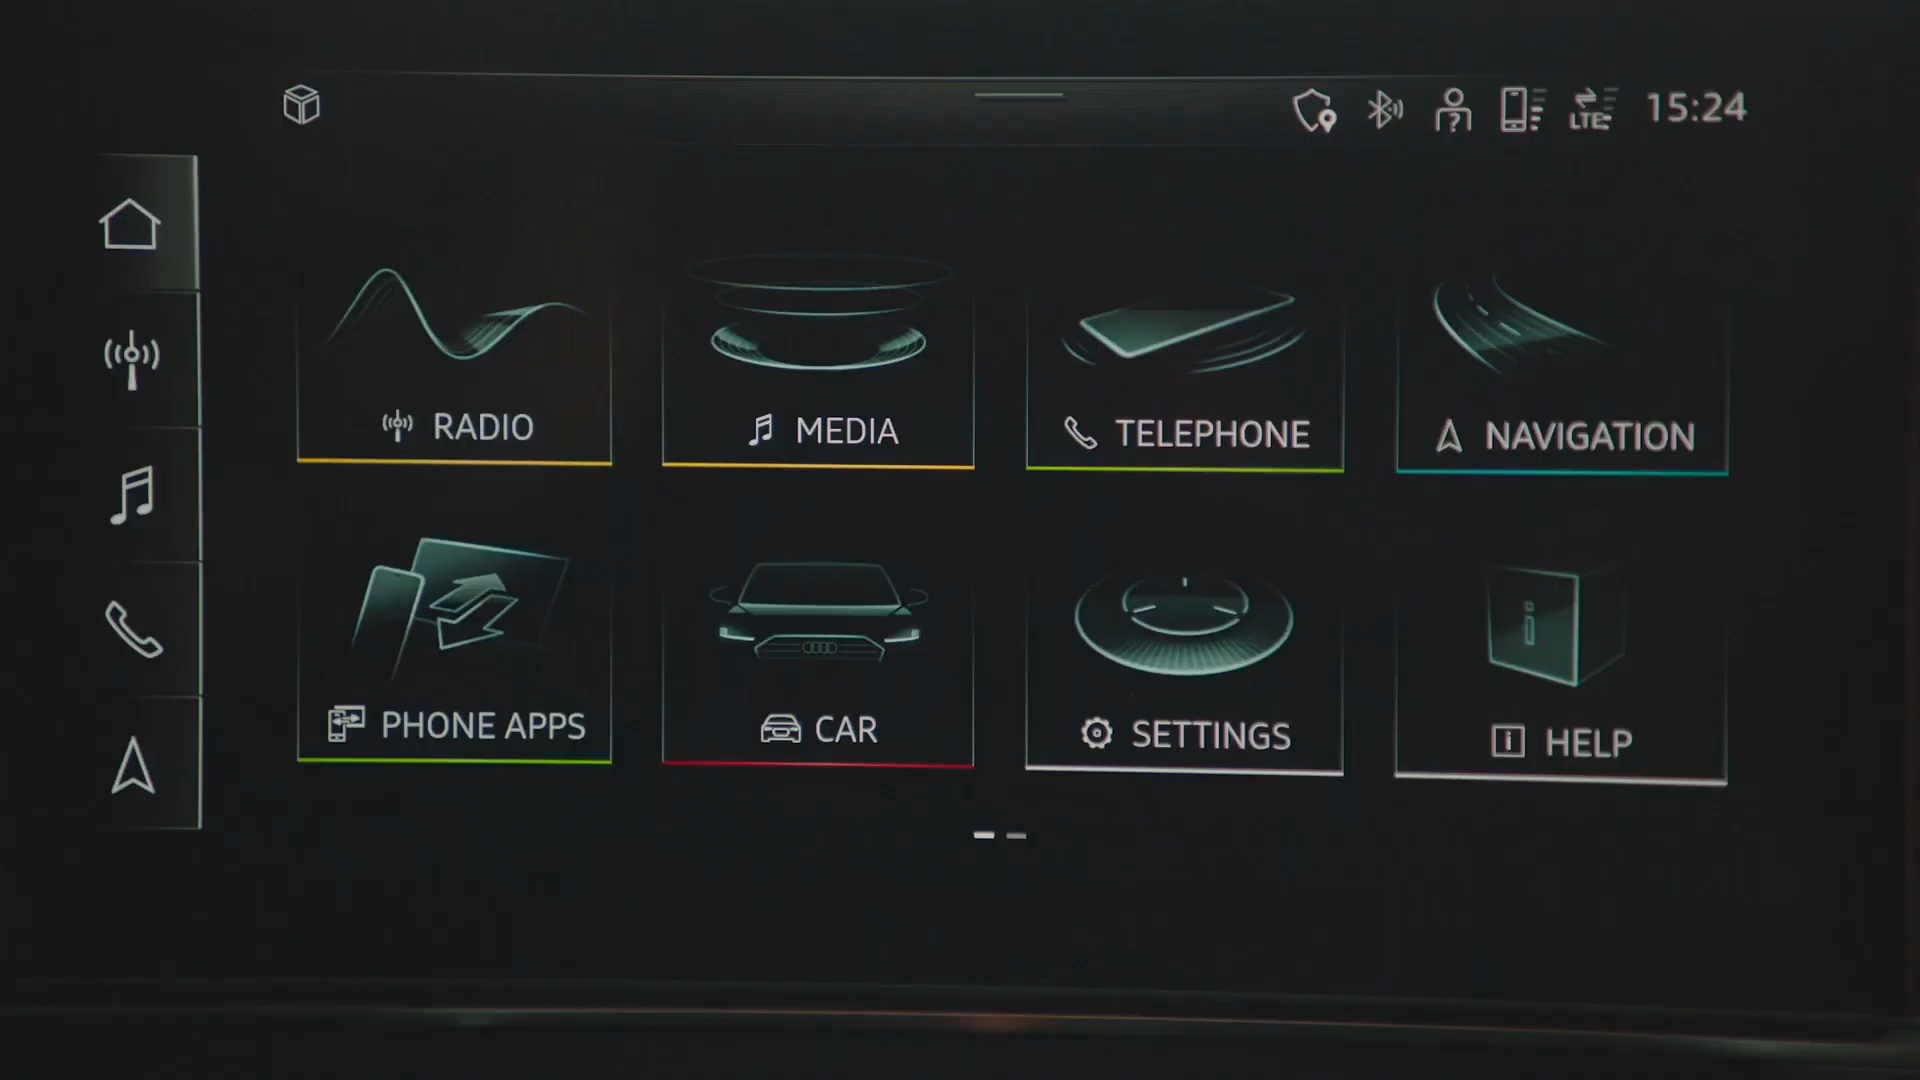 LTE 15:24
RADIO
MEDIA
TELEPHONE
NAVIGATION
PHONE APPS
CAR
SETTINGS
HELP